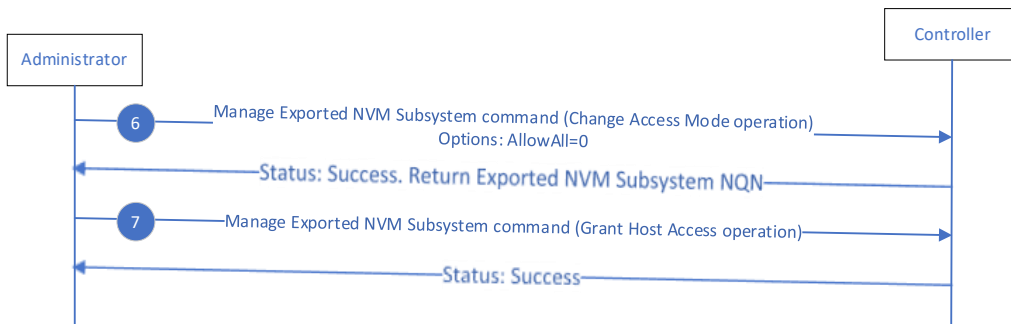 Controller
Administrator
6
Manage Exported NVM Subsystem command (Change Access Mode operation)
Options: AllowAll=0
Status: Success. Return Exported NVM Subsystem NQN
7
Manage Exported NVM Subsystem command (Grant Host Access operation)
Status: Success